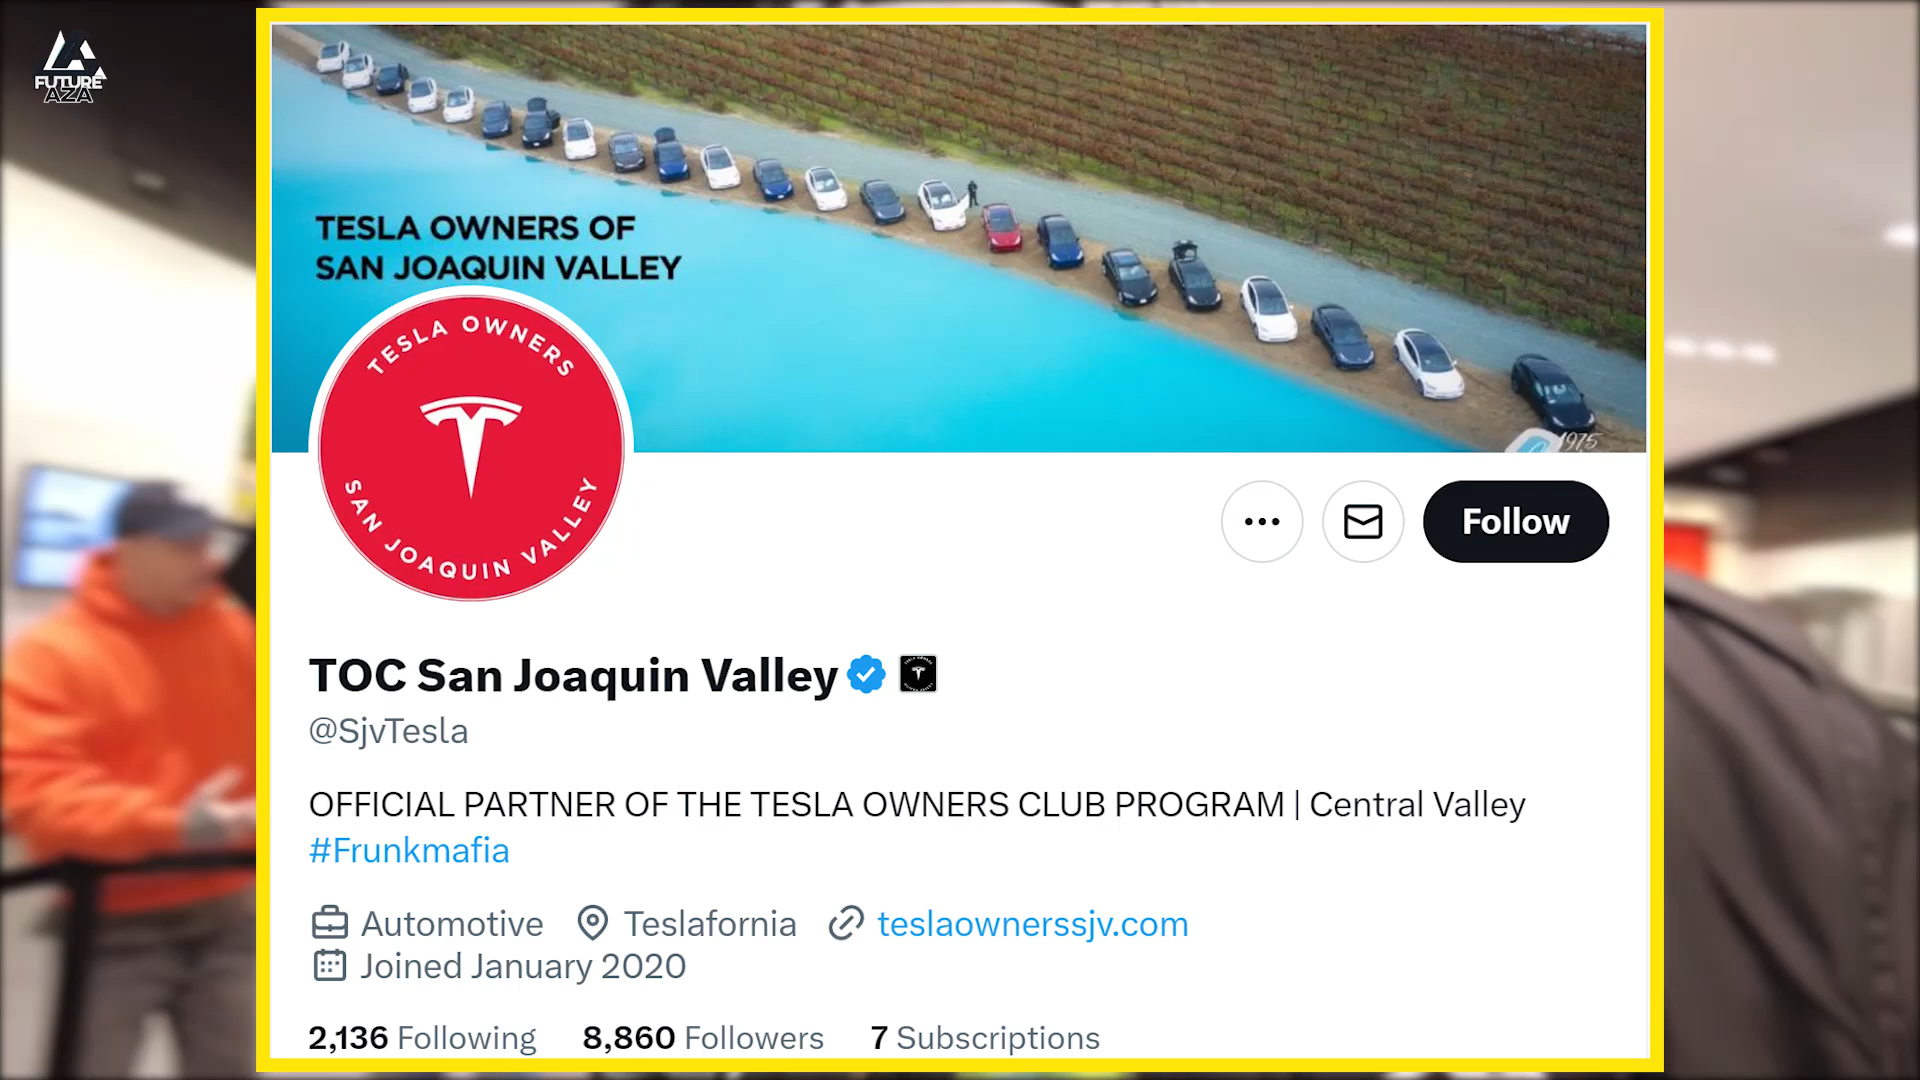 FUTURE
AZA
TESLA OWNERS OF
SAN JOAQUIN VALLEY
TESLA OWNERS
SAN JOAQUIN VALLEY
1975
Follow
TOC San Joaquin Valley
@SjvTesla
OFFICIAL PARTNER OF THE TESLA OWNERS CLUB PROGRAM | Central Valley
#Frunkmafia
Automotive Teslafornia teslaownerssjv.com
Joined January 2020
2,136 Following 8,860 Followers 7 Subscriptions